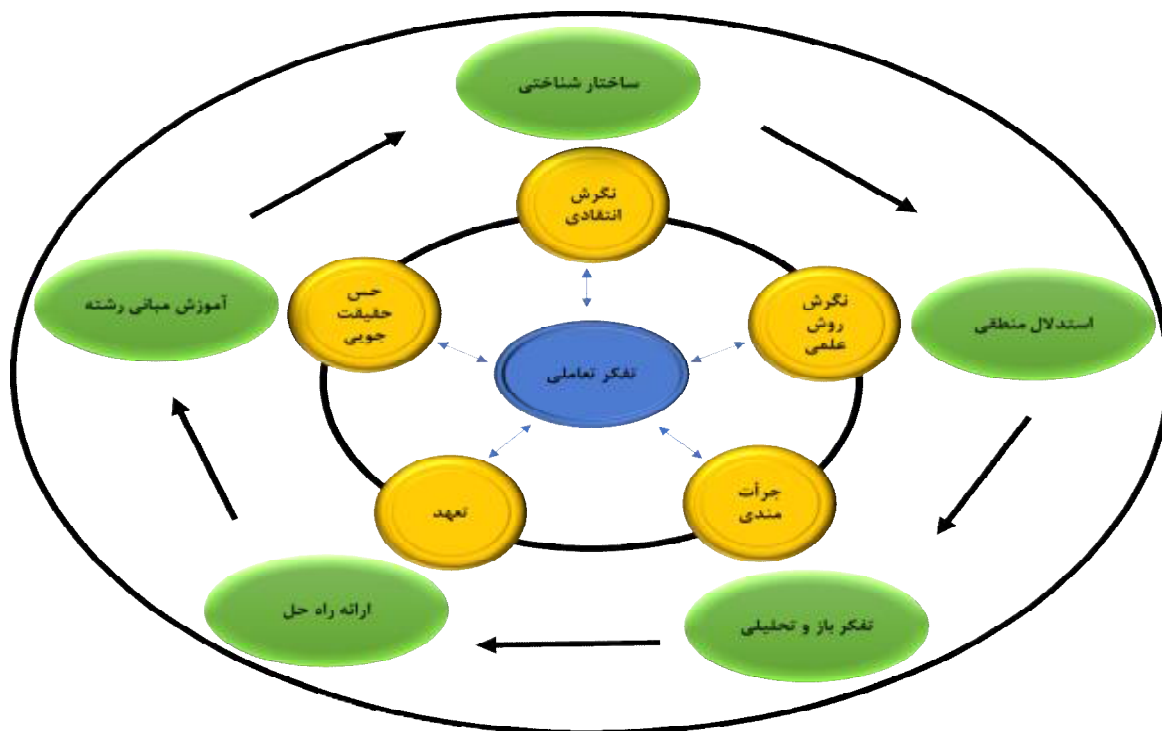 ساختار شناختی
نگرش
انتقادی
حس
حقیقت
جویی
نگرش
روش
علمی
آموزش مبانی رشته
استدلال منطقی
تفکر تعاملی
جرأت
مندی
تعهد
ارائه راه حل
تفکر باز و تحلیلی